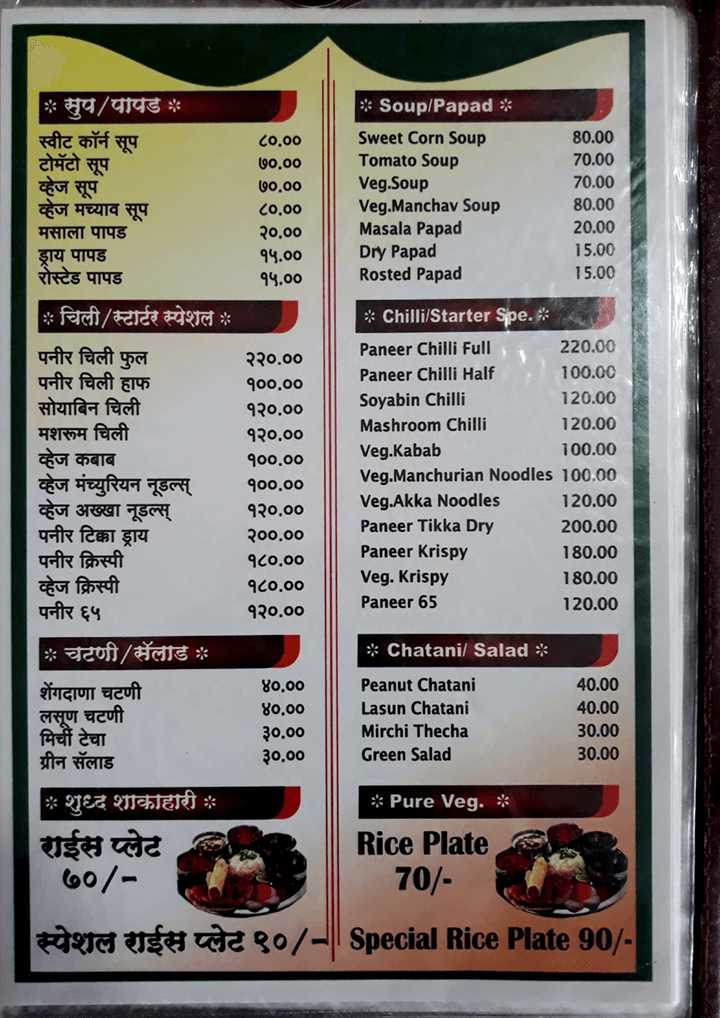 ※ सुप/पापड ※
स्वीट कॉर्न सूप ८०.००
टोमॅटो सूप ७०.००
व्हेज सूप ७०.००
व्हेज मच्याव सूप ८०.००
मसाला पापड २०.००
ड्राय पापड १५.००
रोस्टेड पापड १५.००
※ चिली/स्टार्टर स्पेशल ※
पनीर चिली फुल २२०.००
पनीर चिली हाफ १००.००
सोयाबिन चिली १२०.००
मशरूम चिली १२०.००
व्हेज कबाब १००.००
व्हेज मंच्युरियन नूडल्स् १००.००
व्हेज अख्खा नूडल्स् १२०.००
पनीर टिक्का ड्राय २००.००
पनीर क्रिस्पी १८०.००
व्हेज क्रिस्पी १८०.००
पनीर ६५ १२०.००
※ चटणी/सॅलाड ※
शेंगदाणा चटणी ४०.००
लसूण चटणी ४०.००
मिर्ची टेचा ३०.००
ग्रीन सॅलाड ३०.००
※ शुध्द शाकाहारी ※
राईस प्लेट
७०/-
स्पेशल राईस प्लेट ९०/-
※ Soup/Papad ※
Sweet Corn Soup 80.00
Tomato Soup 70.00
Veg.Soup 70.00
Veg.Manchav Soup 80.00
Masala Papad 20.00
Dry Papad 15.00
Rosted Papad 15.00
※ Chilli/Starter Spe. ※
Paneer Chilli Full 220.00
Paneer Chilli Half 100.00
Soyabin Chilli 120.00
Mashroom Chilli 120.00
Veg.Kabab 100.00
Veg.Manchurian Noodles 100.00
Veg.Akka Noodles 120.00
Paneer Tikka Dry 200.00
Paneer Krispy 180.00
Veg. Krispy 180.00
Paneer 65 120.00
※ Chatani/ Salad ※
Peanut Chatani 40.00
Lasun Chatani 40.00
Mirchi Thecha 30.00
Green Salad 30.00
※ Pure Veg. ※
Rice Plate
70/-
Special Rice Plate 90/-